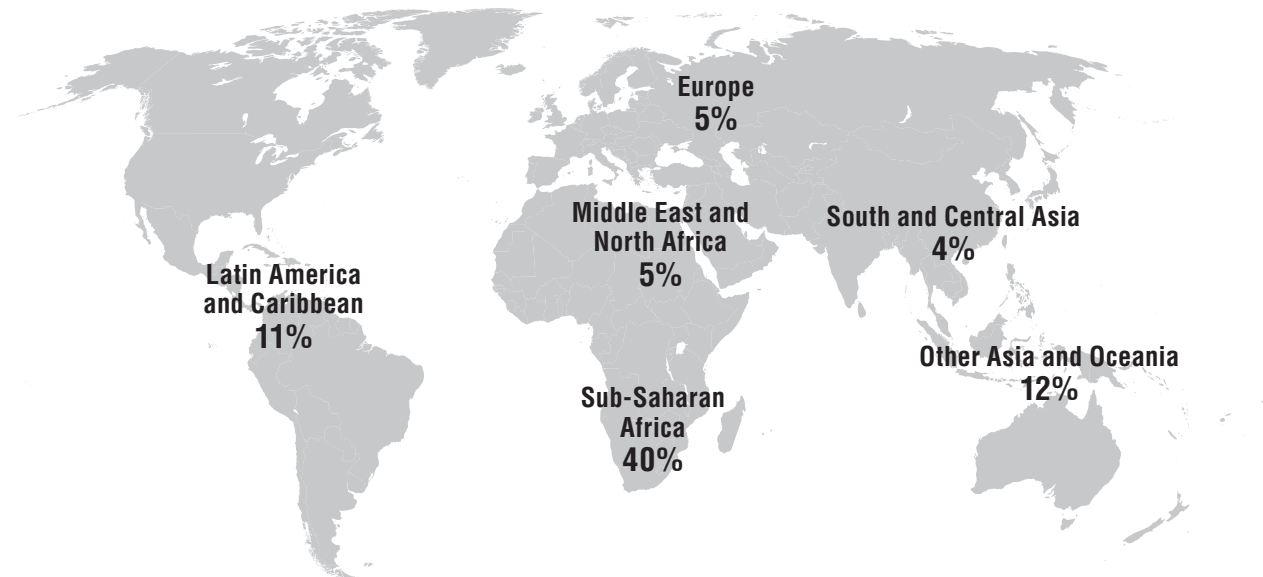 Europe
5%
Middle East and
North Africa
5%
South and Central Asia
4%
Latin America
and Caribbean
11%
Other Asia and Oceania
12%
Sub-Saharan
Africa
40%